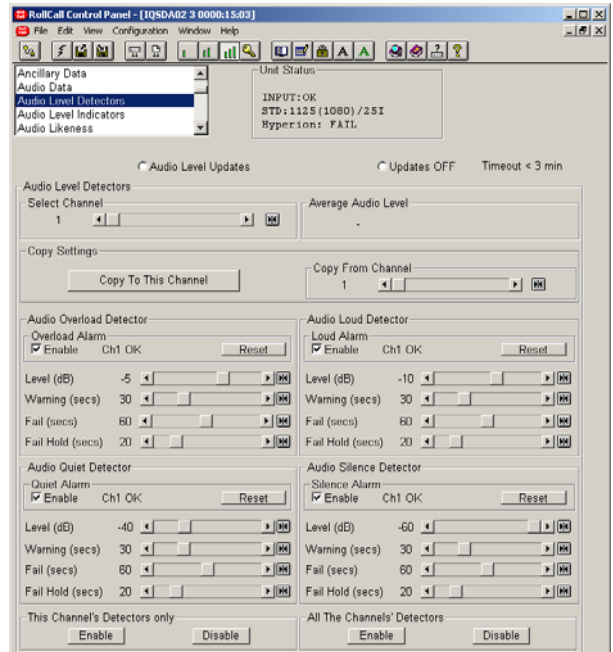 RollCall Control Panel - [IQSDA02 3 0000:15:03]
File Edit View Configuration Window Help
Ancillary Data
Audio Data
Audio Level Detectors
Audio Level Indicators
Audio Likeness
Unit Status
INPUT:OK
STD:1125(1080)/25I
Hyperion: FAIL
Audio Level Updates Updates OFF Timeout < 3 min
Audio Level Detectors
Select Channel
1
Average Audio Level
-
Copy Settings
Copy To This Channel
Copy From Channel
1
Audio Overload Detector
Overload Alarm
Enable Ch1 OK Reset
Level (dB) -5
Warning (secs) 30
Fail (secs) 60
Fail Hold (secs) 20
Audio Loud Detector
Loud Alarm
Enable Ch1 OK Reset
Level (dB) -10
Warning (secs) 30
Fail (secs) 60
Fail Hold (secs) 20
Audio Quiet Detector
Quiet Alarm
Enable Ch1 OK Reset
Level (dB) -40
Warning (secs) 30
Fail (secs) 60
Fail Hold (secs) 20
Audio Silence Detector
Silence Alarm
Enable Ch1 OK Reset
Level (dB) -60
Warning (secs) 30
Fail (secs) 60
Fail Hold (secs) 20
This Channel's Detectors only
Enable Disable
All The Channels' Detectors
Enable Disable